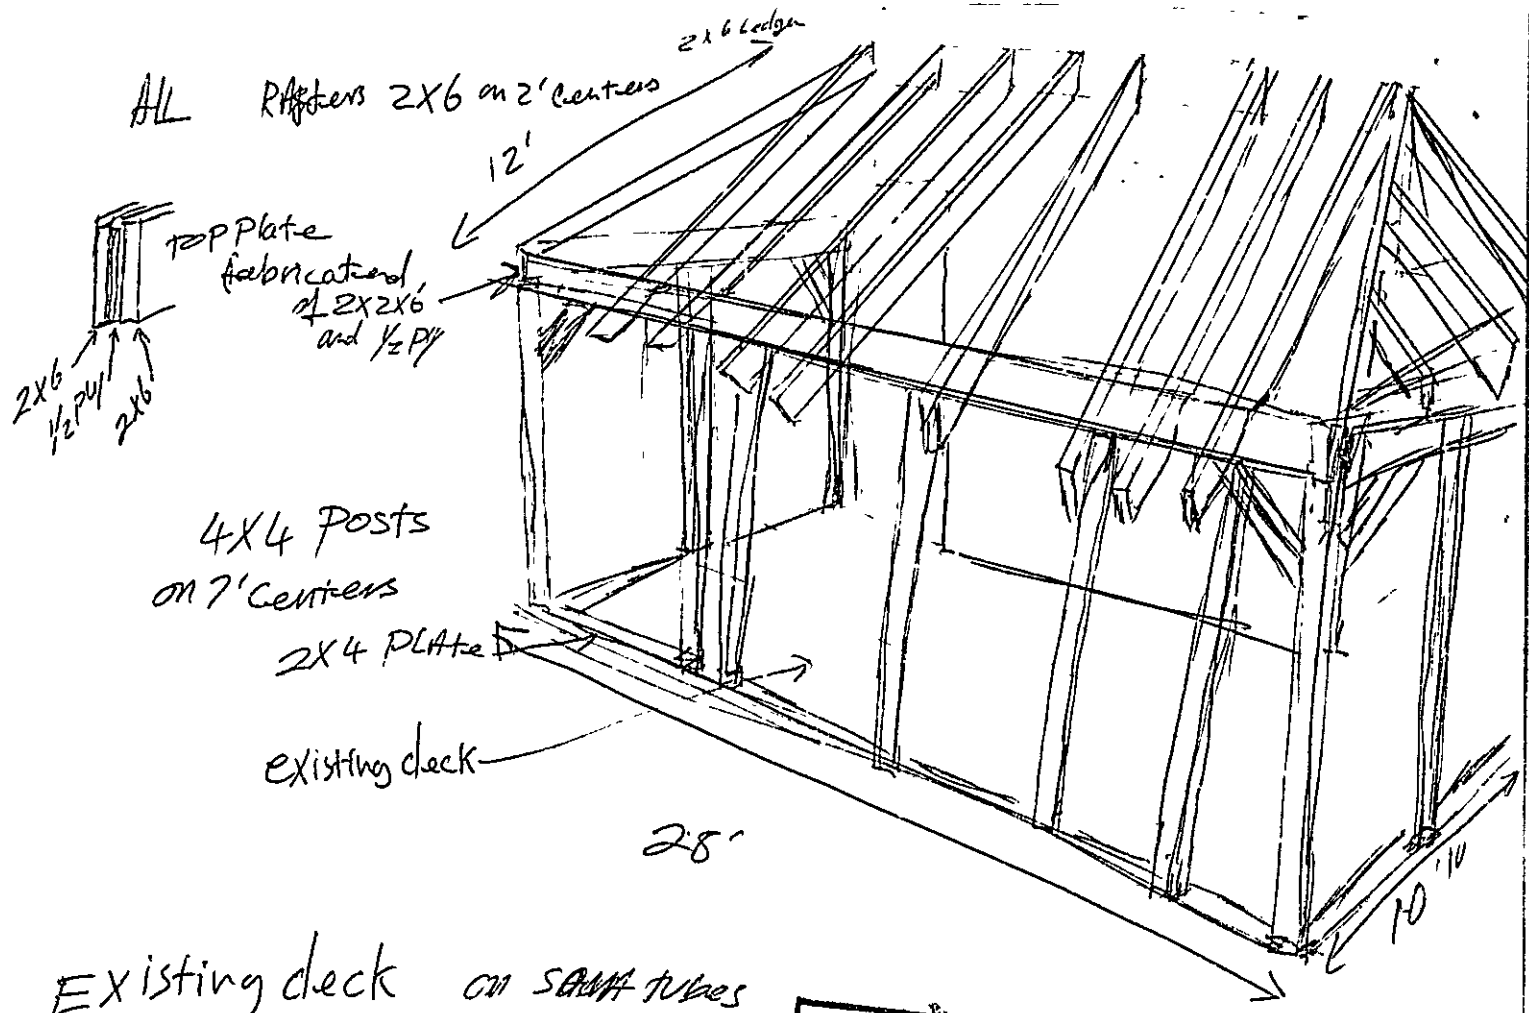 2x6 Ledger
ALL Rafters 2x6 on 2' Centers
12'
top Plate
fabricated
of 2x2x6
and 1/2 Ply
2x6
1/2 Ply
2x6
4x4 Posts
on 7' Centers
2x4 PLAte
existing deck
28'
10'
Existing deck on tubes